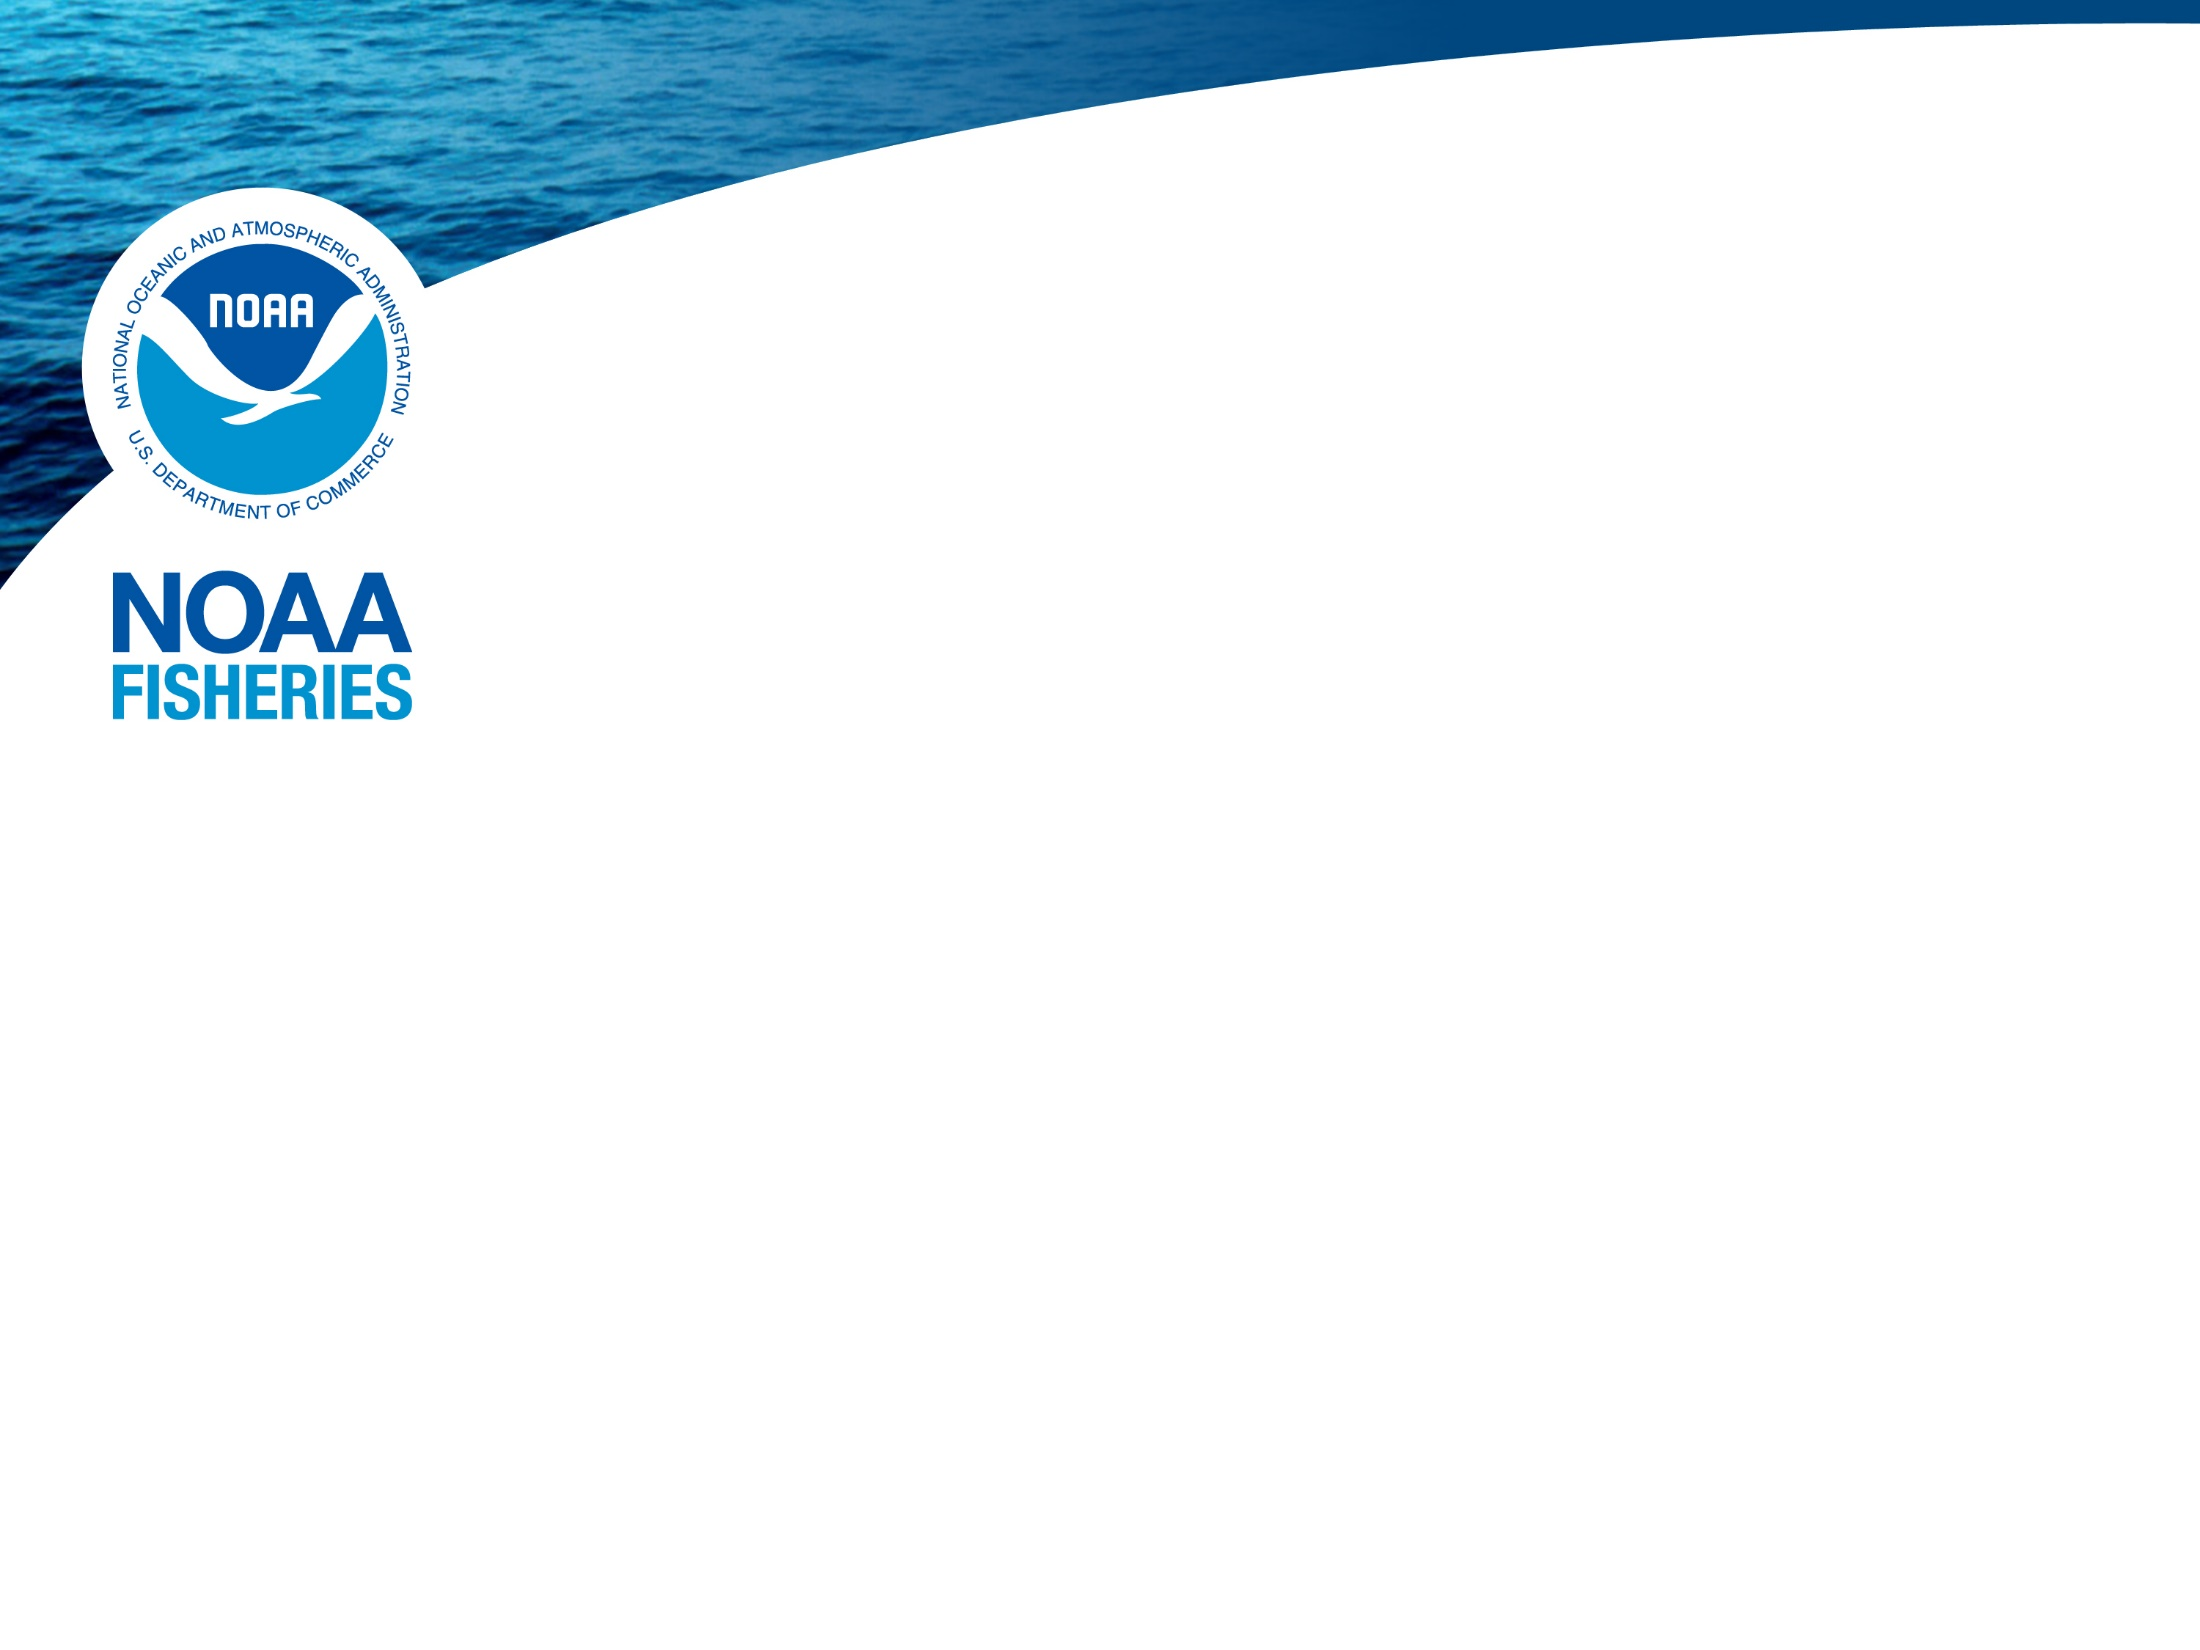 NATIONAL OCEANIC AND ATMOSPHERIC ADMINISTRATION
NOAA
U.S. DEPARTMENT OF COMMERCE
NOAA
FISHERIES